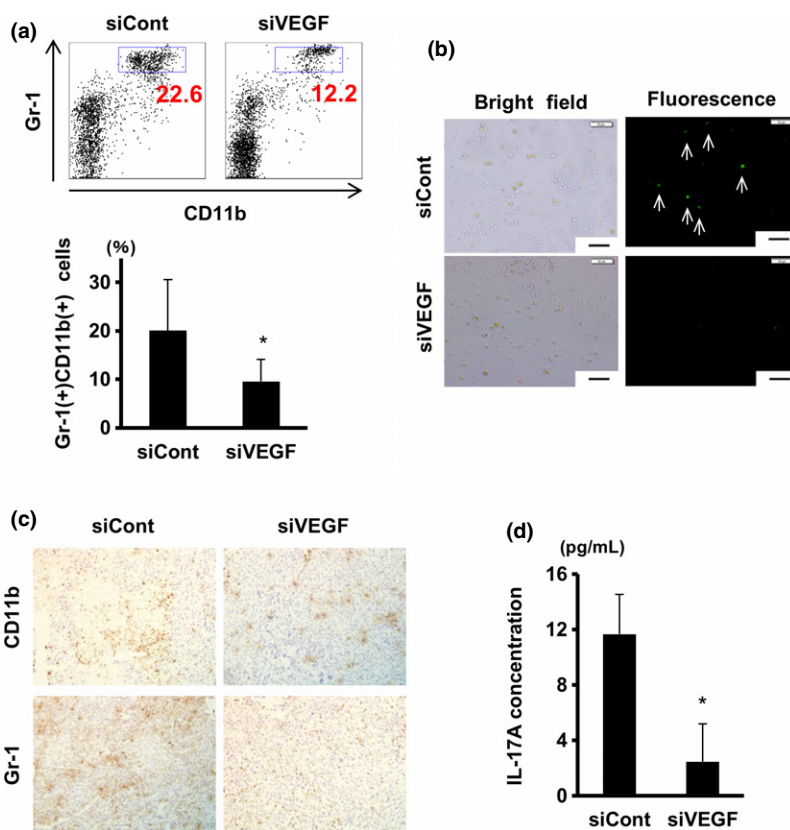 (a)
siCont siVEGF
Gr-1
22.6 12.2
CD11b
(%)
Gr-1(+)CD11b(+) cells
30
20
10
0
*
siCont siVEGF
(b)
Bright field Fluorescence
siCont
siVEGF
(c)
siCont siVEGF
CD11b
Gr-1
(d)
(pg/mL)
IL-17A concentration
16
12
8
4
0
*
siCont siVEGF